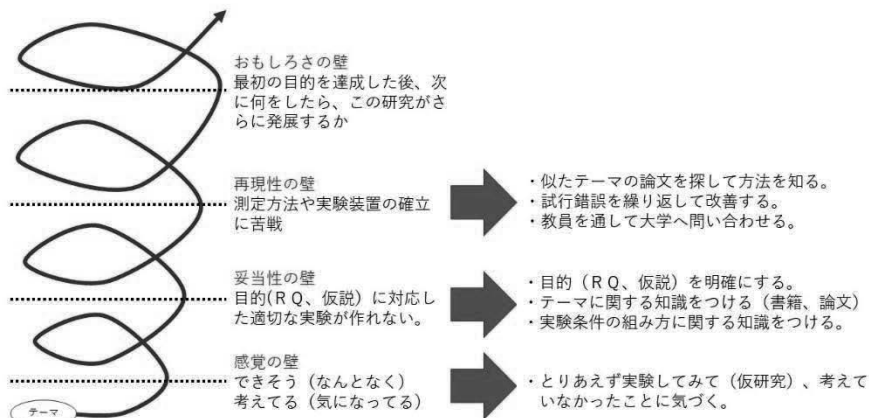 おもしろさの壁
最初の目的を達成した後、次
に何をしたら、この研究がさ
らに発展するか
再現性の壁
測定方法や実験装置の確立
に苦戦
・似たテーマの論文を探して方法を知る。
・試行錯誤を繰り返して改善する。
・教員を通して大学へ問い合わせる。
妥当性の壁
目的(ＲＱ、仮説）に対応し
た適切な実験が作れない。
・目的（ＲＱ、仮説）を明確にする。
・テーマに関する知識をつける（書籍、論文）
・実験条件の組み方に関する知識をつける。
感覚の壁
できそう（なんとなく）
考えてる（気になってる）
・とりあえず実験してみて（仮研究）、考えて
いなかったことに気づく。
テーマ